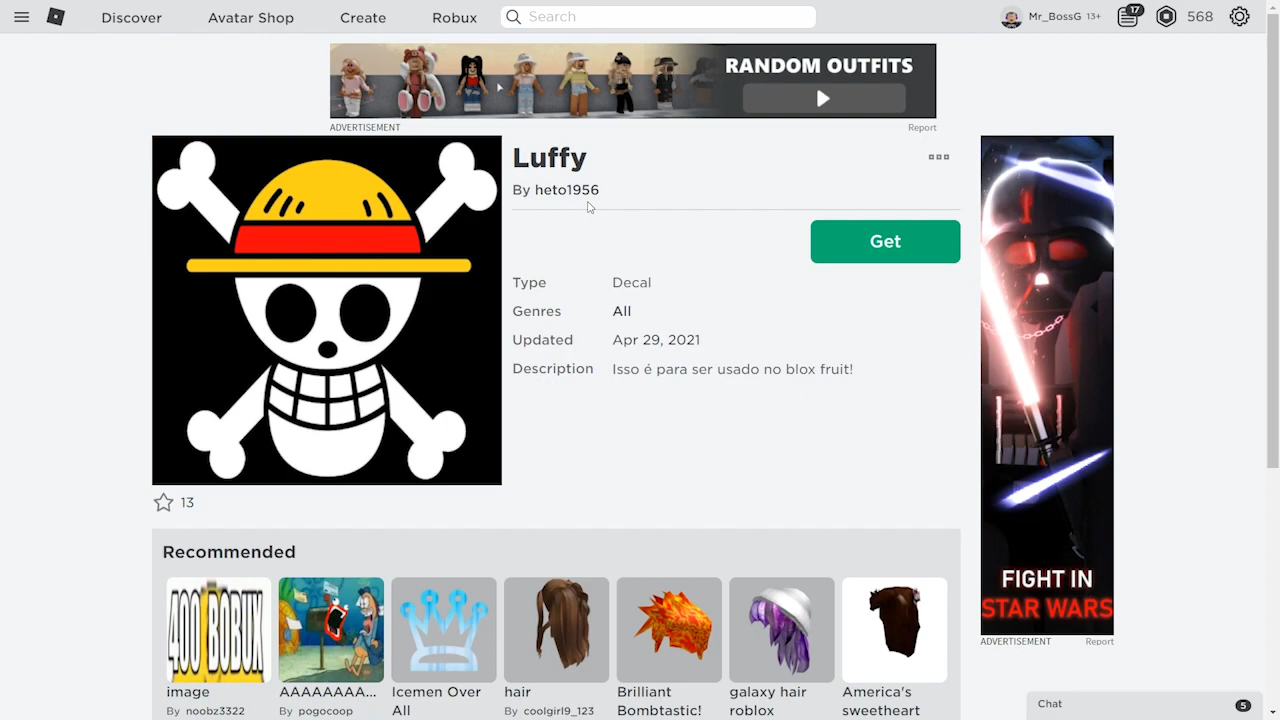 Discover
Avatar Shop
Create
Robux
Search
Mr_BossG 13+
17
568
RANDOM OUTFITS
ADVERTISEMENT
Report
Luffy
By heto1956
Get
Type Decal
Genres All
Updated Apr 29, 2021
Description Isso é para ser usado no blox fruit!
13
FIGHT IN
STAR WARS
ADVERTISEMENT
Report
Recommended
400 BOBUX
image
By noobz3322
AAAAAAAA...
By pogocoop
Icemen Over
All
hair
By coolgirl9_123
Brilliant
Bombtastic!
galaxy hair
roblox
America's
sweetheart
Chat
5